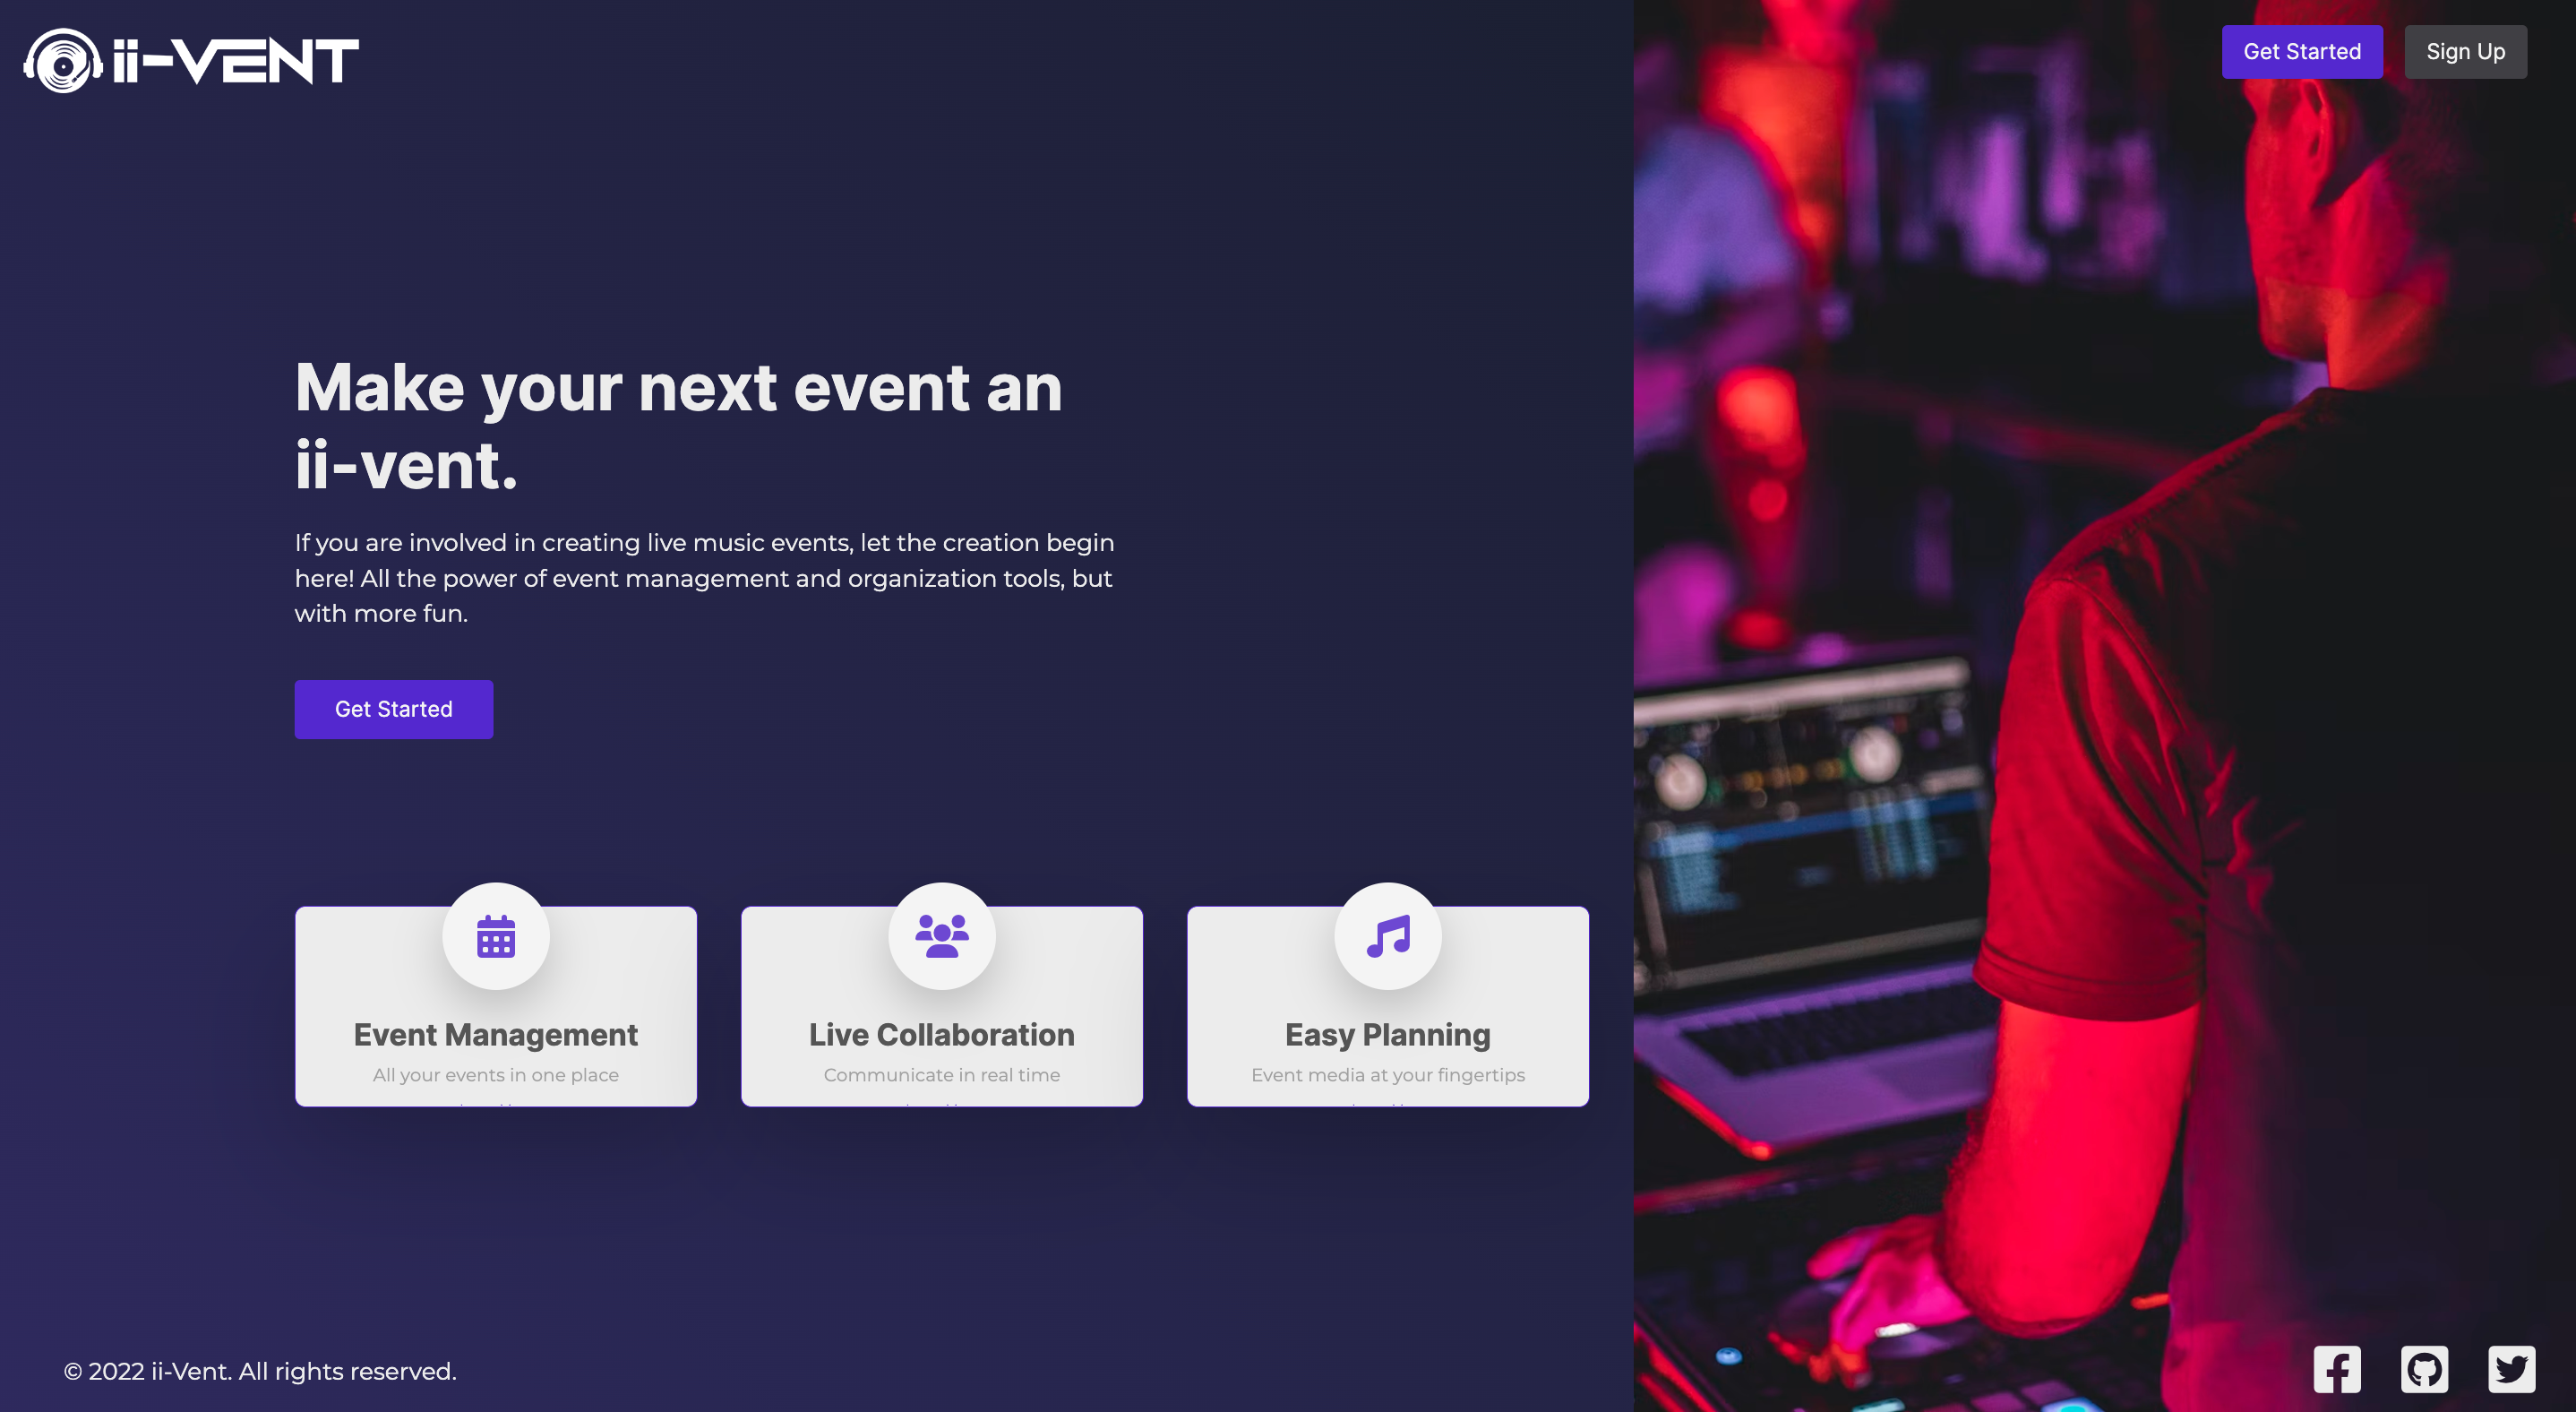 ii-VENT
Get Started
Sign Up
Make your next event an
ii-vent.
If you are involved in creating live music events, let the creation begin
here! All the power of event management and organization tools, but
with more fun.
Get Started
Event Management
All your events in one place
Live Collaboration
Communicate in real time
Easy Planning
Event media at your fingertips
© 2022 ii-Vent. All rights reserved.